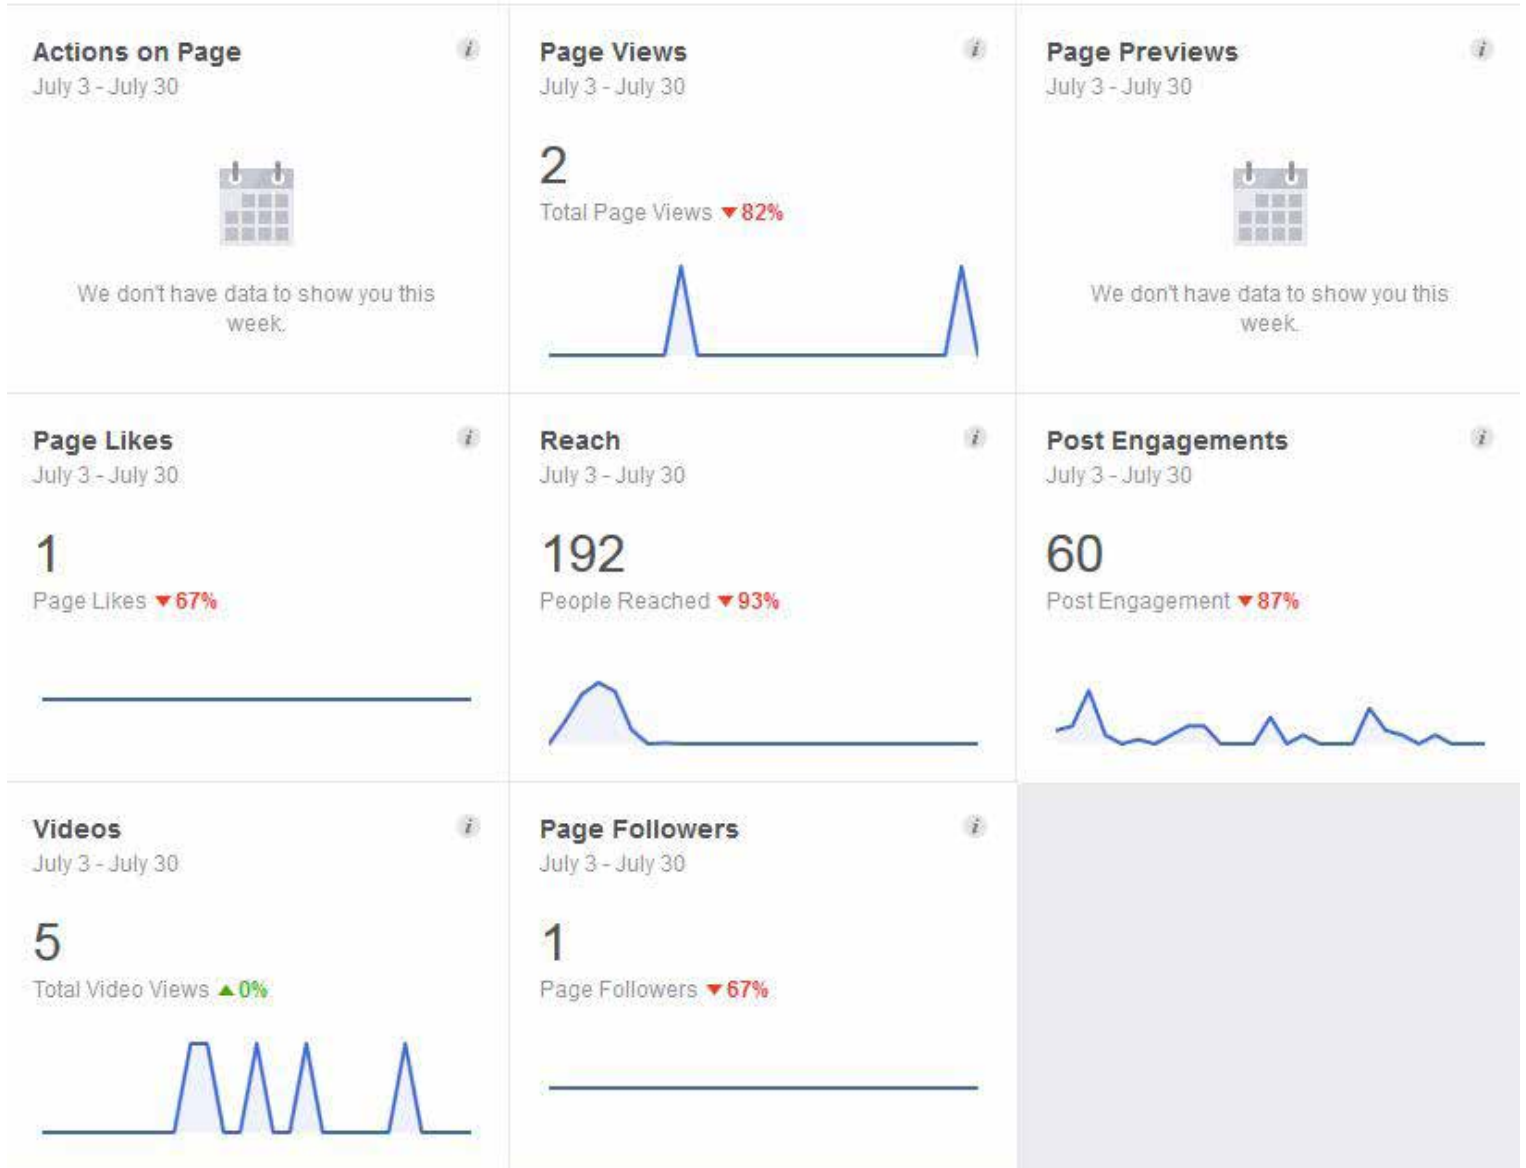 Actions on Page
July 3 - July 30
We don't have data to show you this
week.
Page Views
July 3 - July 30
2
Total Page Views ▼82%
Page Previews
July 3 - July 30
We don't have data to show you this
week.
Page Likes
July 3 - July 30
1
Page Likes ▼67%
Reach
July 3 - July 30
192
People Reached ▼93%
Post Engagements
July 3 - July 30
60
Post Engagement ▼87%
Videos
July 3 - July 30
5
Total Video Views ▲0%
Page Followers
July 3 - July 30
1
Page Followers ▼67%